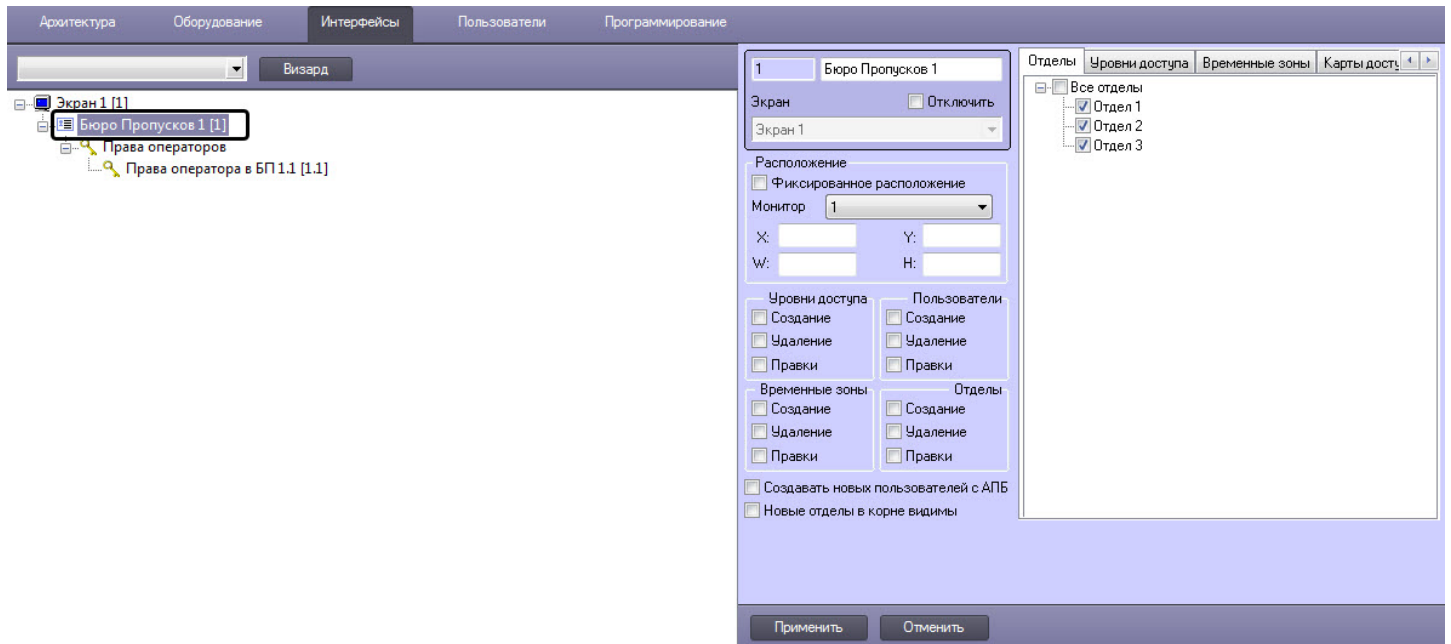 Архитектура Оборудование Интерфейсы Пользователи Программирование
Визард
Экран 1 [1]
Бюро Пропусков 1 [1]
Права операторов
Права оператора в БП 1.1 [1.1]
1 Бюро Пропусков 1
Экран Отключить
Экран 1
Расположение
Фиксированное расположение
Монитор 1
X: Y:
W: H:
Уровни доступа Пользователи
Создание Создание
Удаление Удаление
Правки Правки
Временные зоны Отделы
Создание Создание
Удаление Удаление
Правки Правки
Создавать новых пользователей с АПБ
Новые отделы в корне видимы
Отделы Уровни доступа Временные зоны Карты дост
Все отделы
Отдел 1
Отдел 2
Отдел 3
Применить Отменить